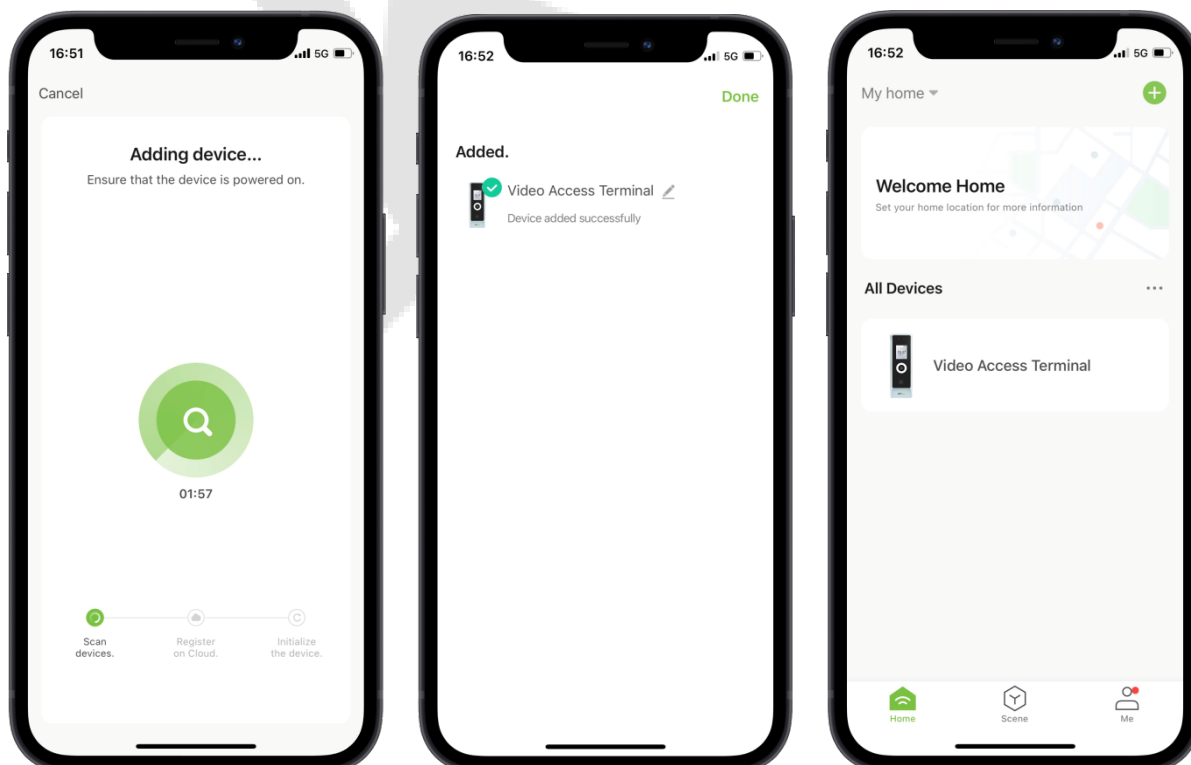 16:51
5G
Cancel
Adding device...
Ensure that the device is powered on.
01:57
Scan
devices.
Register
on Cloud.
Initialize
the device.
16:52
5G
Done
Added.
Video Access Terminal
Device added successfully
16:52
5G
My home
Welcome Home
Set your home location for more information
All Devices
Video Access Terminal
Home
Scene
Me